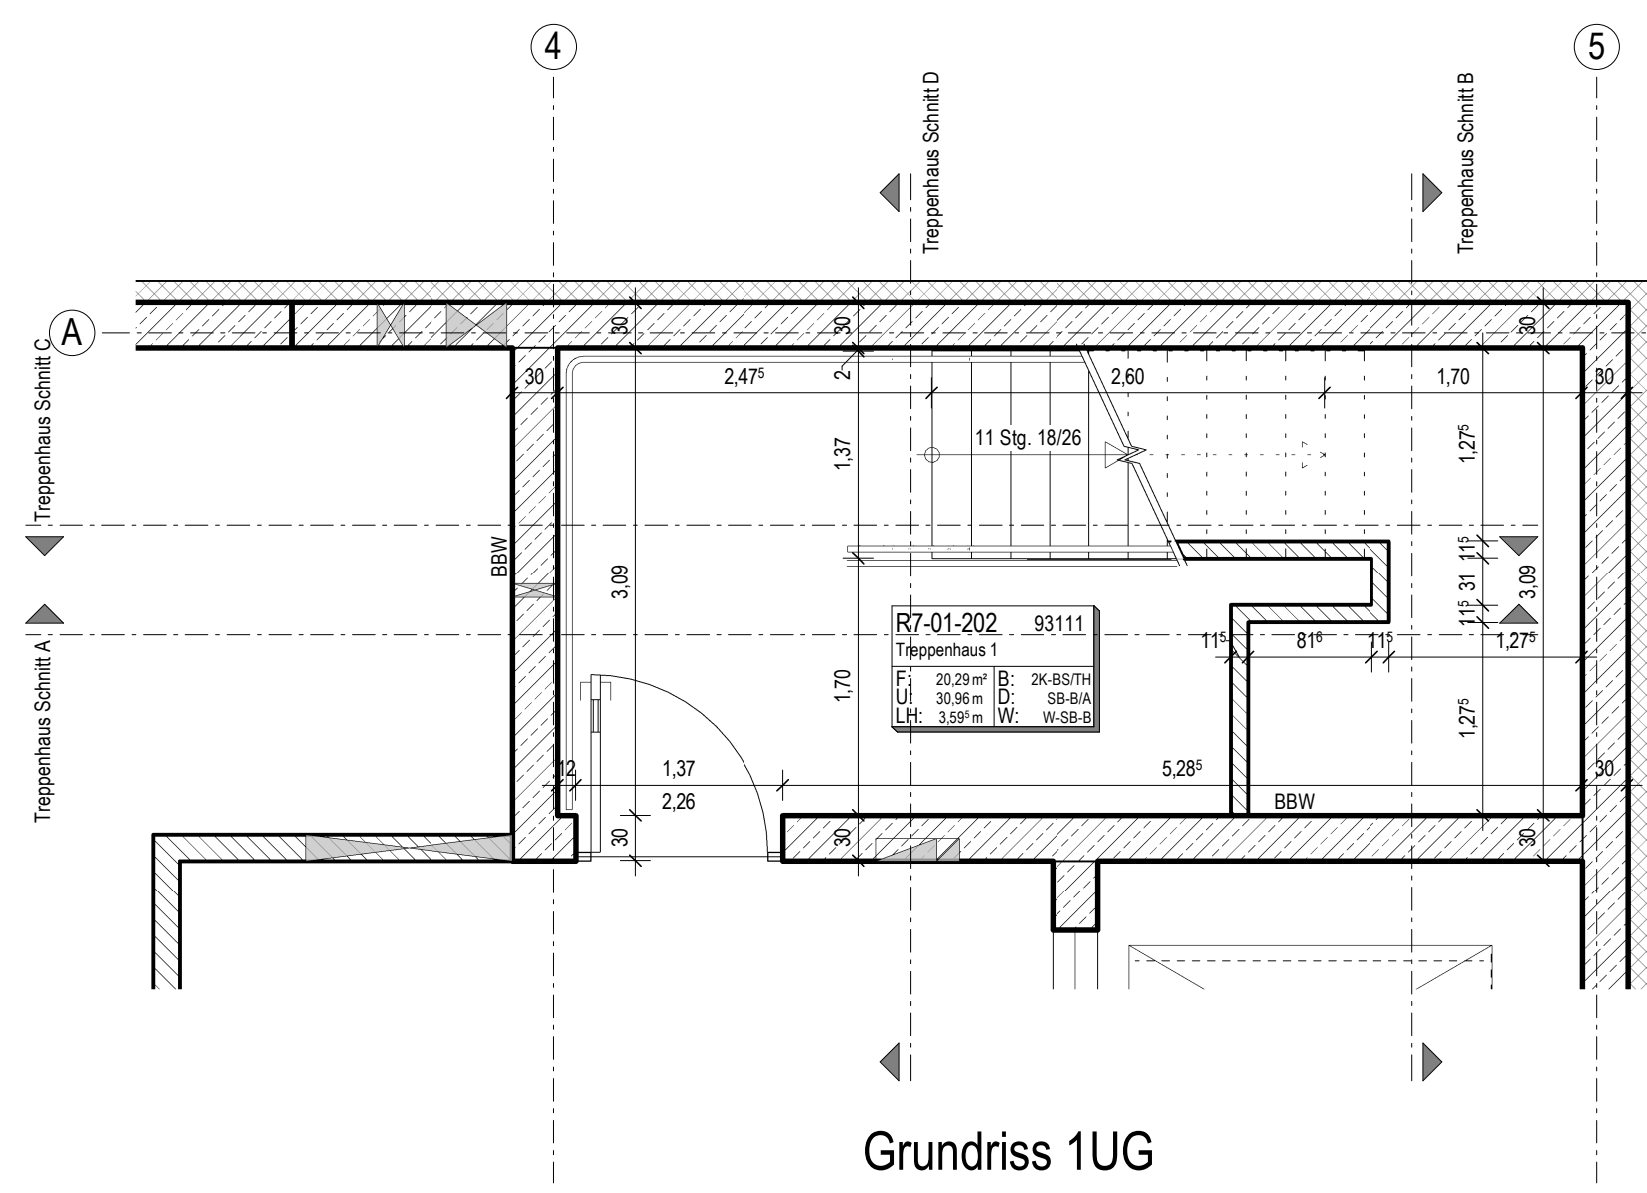 4
5
Treppenhaus Schnitt D
Treppenhaus Schnitt B
A
Treppenhaus Schnitt C
30
30
30
30
2,47⁵
2
2,60
1,70
30
11 Stg. 18/26
1,37
1,27⁵
BBW
3,09
11⁵
31
11⁵
3,09
R7-01-202 93111
Treppenhaus 1
F: 20,29 m² B: 2K-BS/TH
U: 30,96 m D: SB-B/A
LH: 3,59⁵ m W: W-SB-B
11⁵
81⁶
11⁵
1,27⁵
Treppenhaus Schnitt A
1,70
1,27⁵
12
1,37
2,26
5,28⁵
30
BBW
30
30
30
Grundriss 1UG